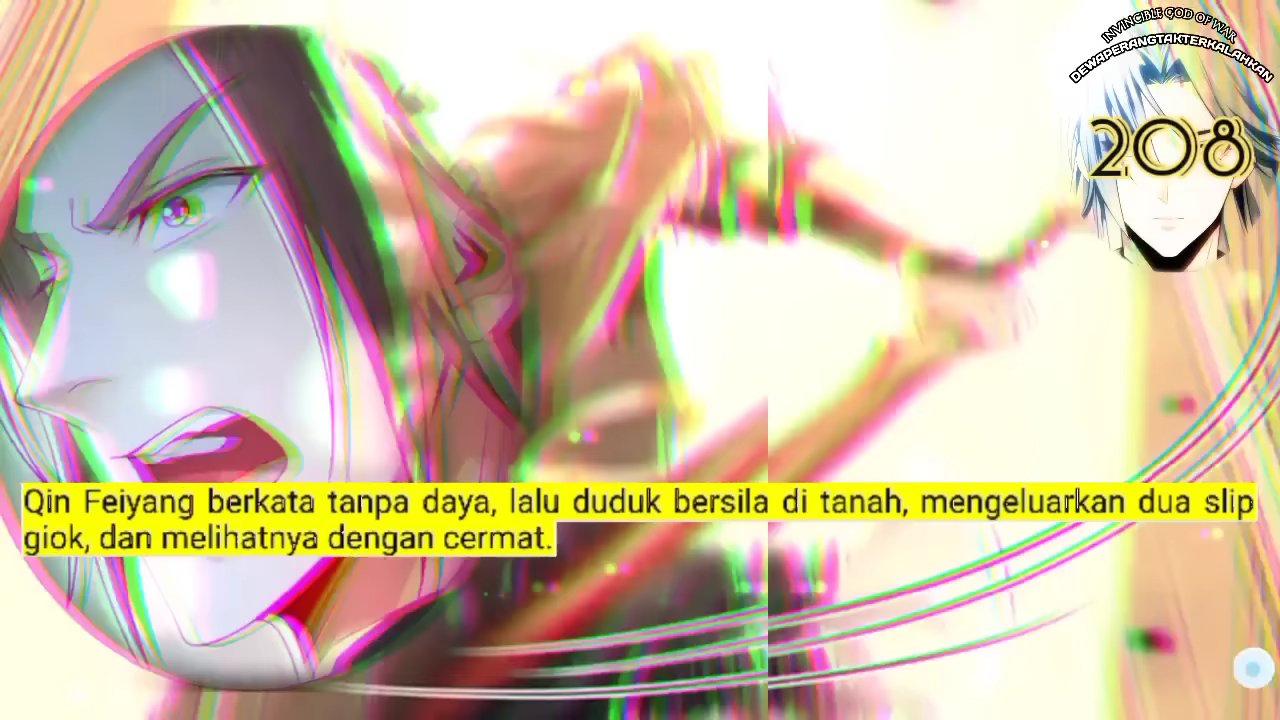 INVINCIBLE GOD OF WAR
DEWAPERANGTAKTERKALAHKAN
208
Qin Feiyang berkata tanpa daya, lalu duduk bersila di tanah, mengeluarkan dua slip
giok, dan melihatnya dengan cermat.